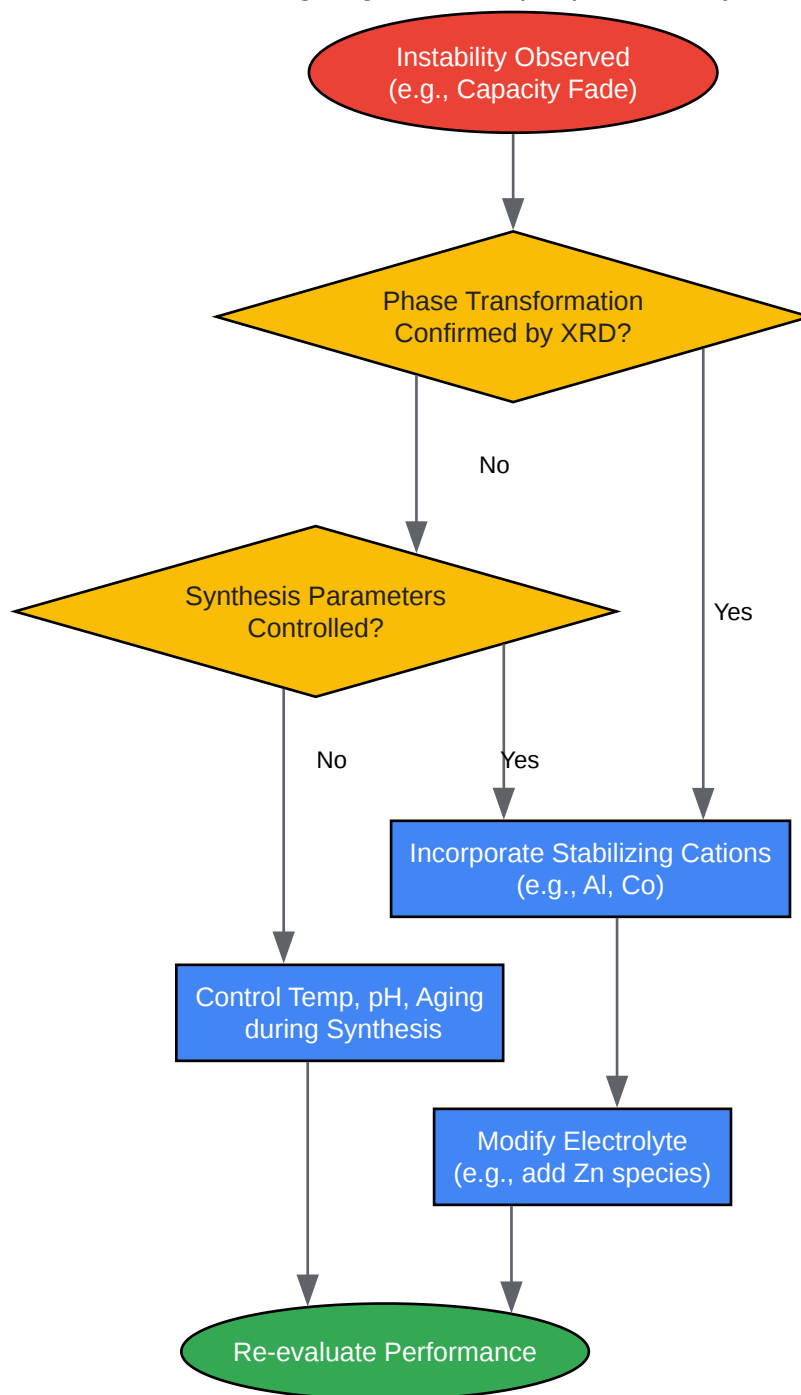 Instability Observed
(e.g., Capacity Fade)
Phase Transformation
Confirmed by XRD?
No
Yes
Synthesis Parameters
Controlled?
No
Yes
Incorporate Stabilizing Cations
(e.g., Al, Co)
Control Temp, pH, Aging
during Synthesis
Modify Electrolyte
(e.g., add Zn species)
Re-evaluate Performance